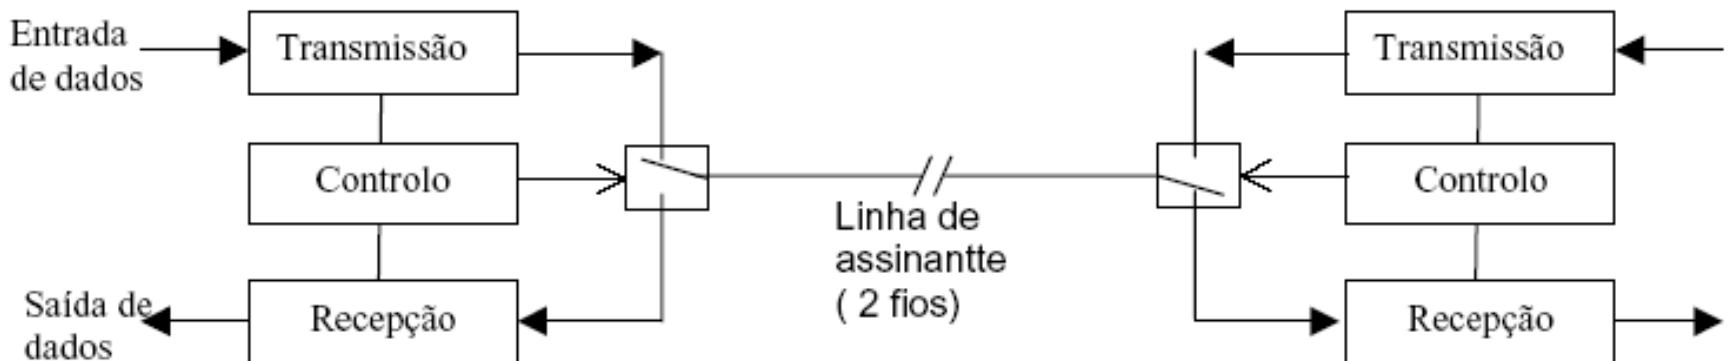 Entrada
de dados
Transmissão
Transmissão
Controlo
Controlo
Linha de
assinantte
( 2 fios)
Saída de
dados
Recepção
Recepção